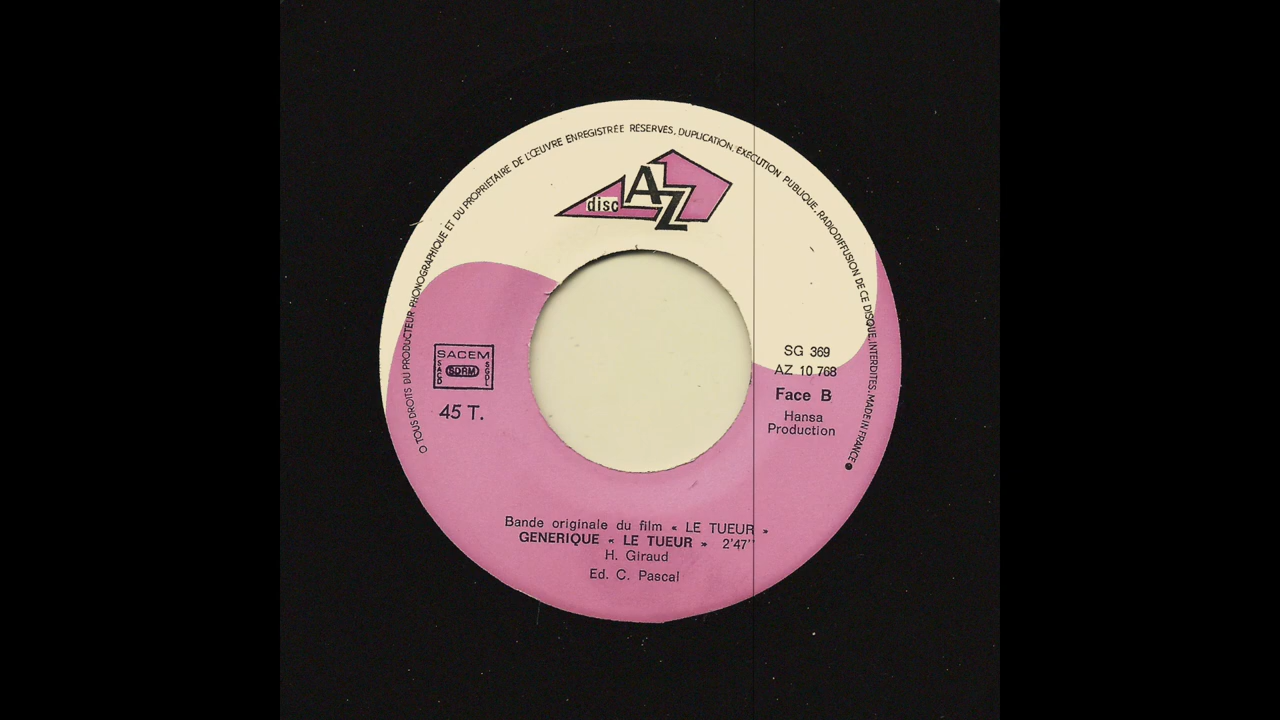 O TOUS DROITS DU PRODUCTEUR PHONOGRAPHIQUE ET DU PROPRIÉTAIRE DE L'ŒUVRE ENREGISTRÉE RÉSERVÉS, DUPLICATION, EXÉCUTION PUBLIQUE, RADIODIFFUSION DE CE DISQUE, INTERDITES. MADE IN FRANCE
disc AZ
SACEM
SACD SDRM SGDL
45 T.
SG 369
AZ 10 768
Face B
Hansa
Production
Bande originale du film « LE TUEUR »
GENERIQUE « LE TUEUR » 2'47"
H. Giraud
Ed. C. Pascal